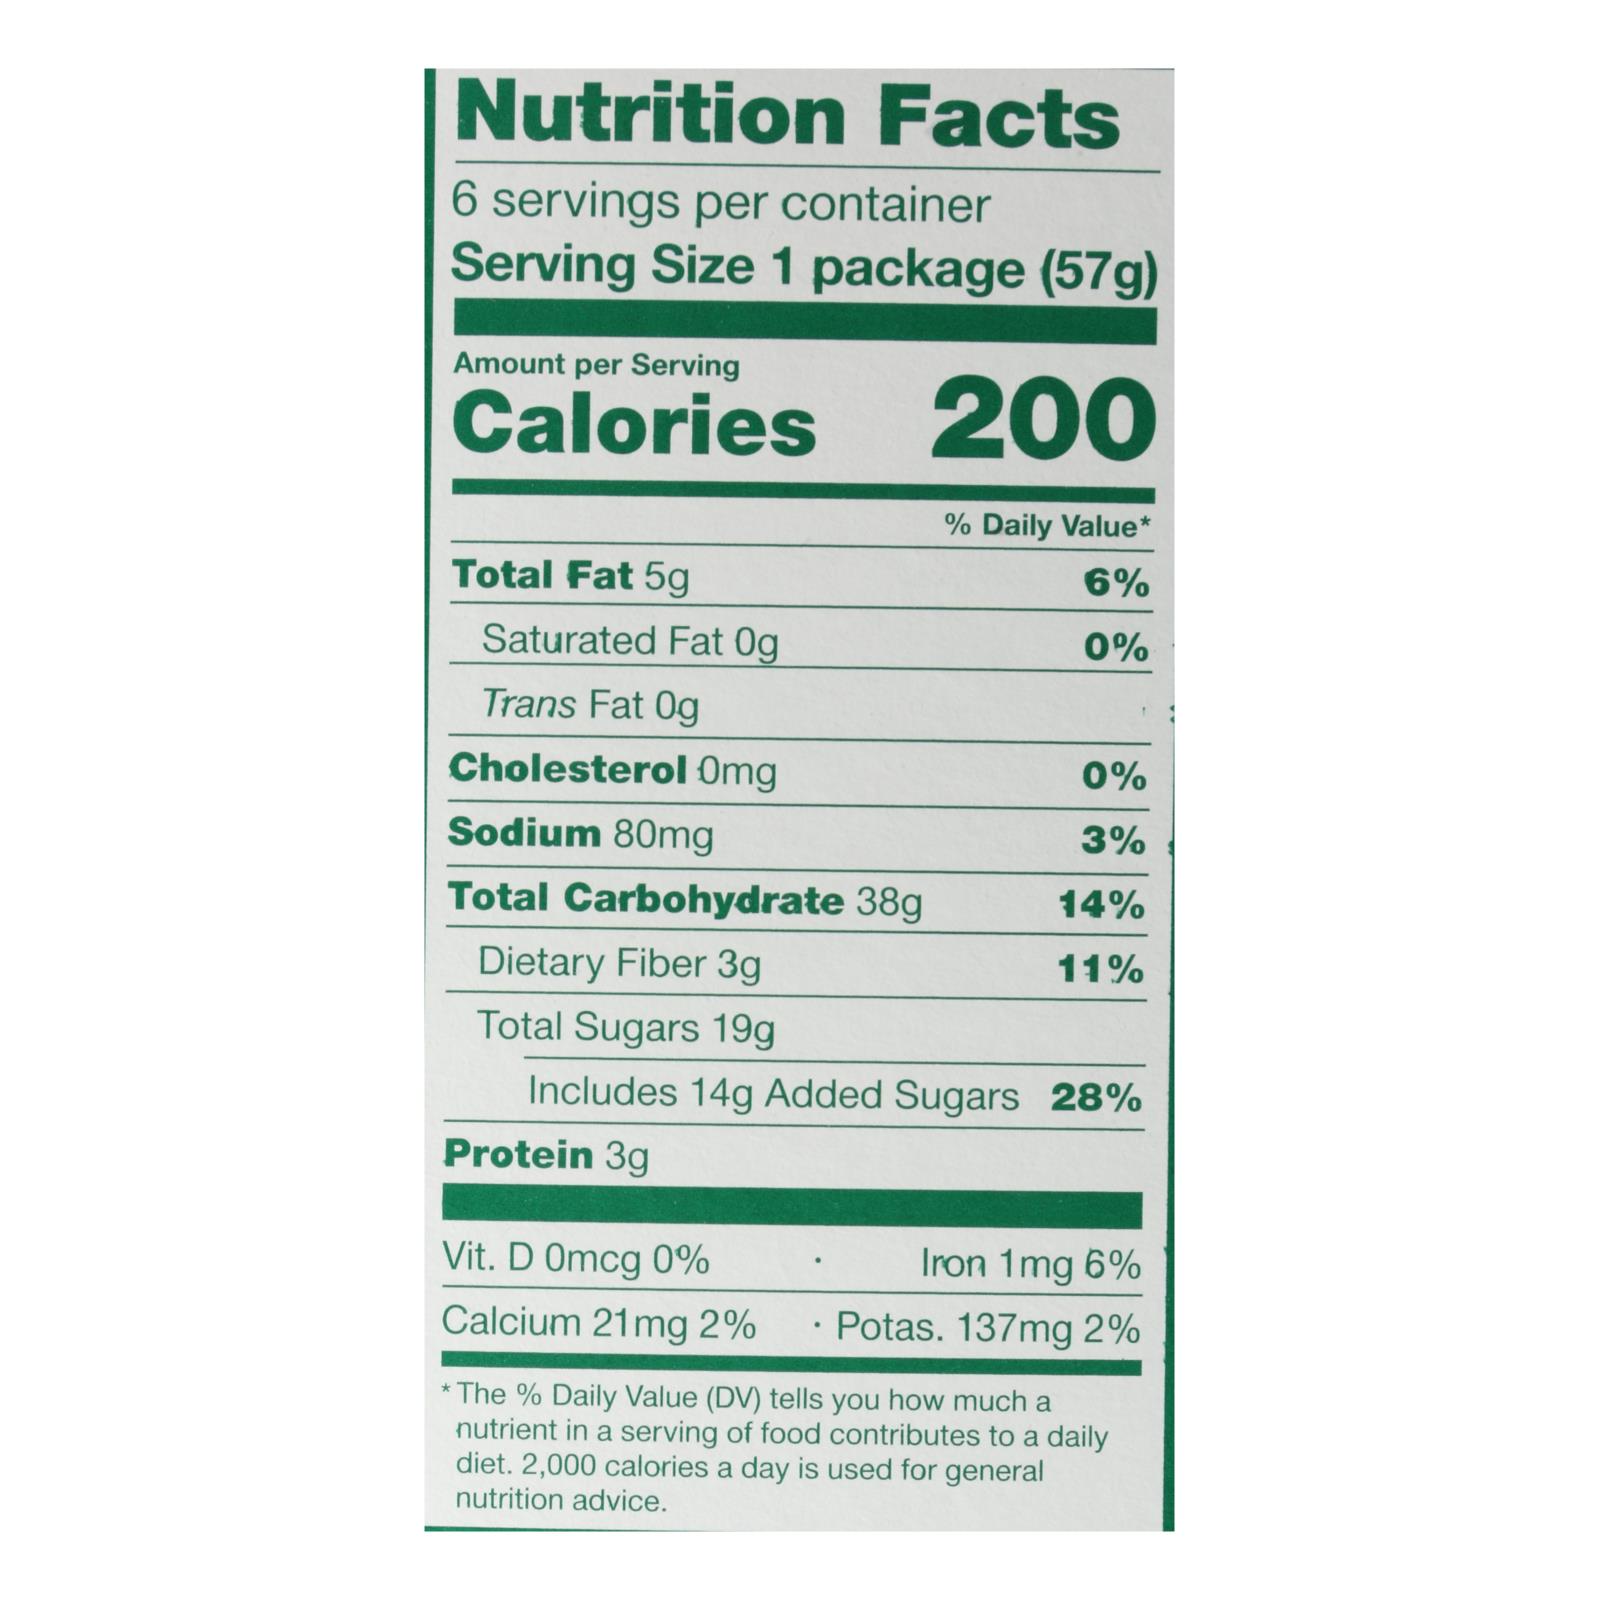 Nutrition Facts
6 servings per container
Serving Size 1 package (57g)
Amount per Serving
Calories 200
% Daily Value*
Total Fat 5g 6%
Saturated Fat 0g 0%
Trans Fat 0g
Cholesterol 0mg 0%
Sodium 80mg 3%
Total Carbohydrate 38g 14%
Dietary Fiber 3g 11%
Total Sugars 19g
Includes 14g Added Sugars 28%
Protein 3g
Vit. D 0mcg 0% · Iron 1mg 6%
Calcium 21mg 2% · Potas. 137mg 2%
* The % Daily Value (DV) tells you how much a
nutrient in a serving of food contributes to a daily
diet. 2,000 calories a day is used for general
nutrition advice.